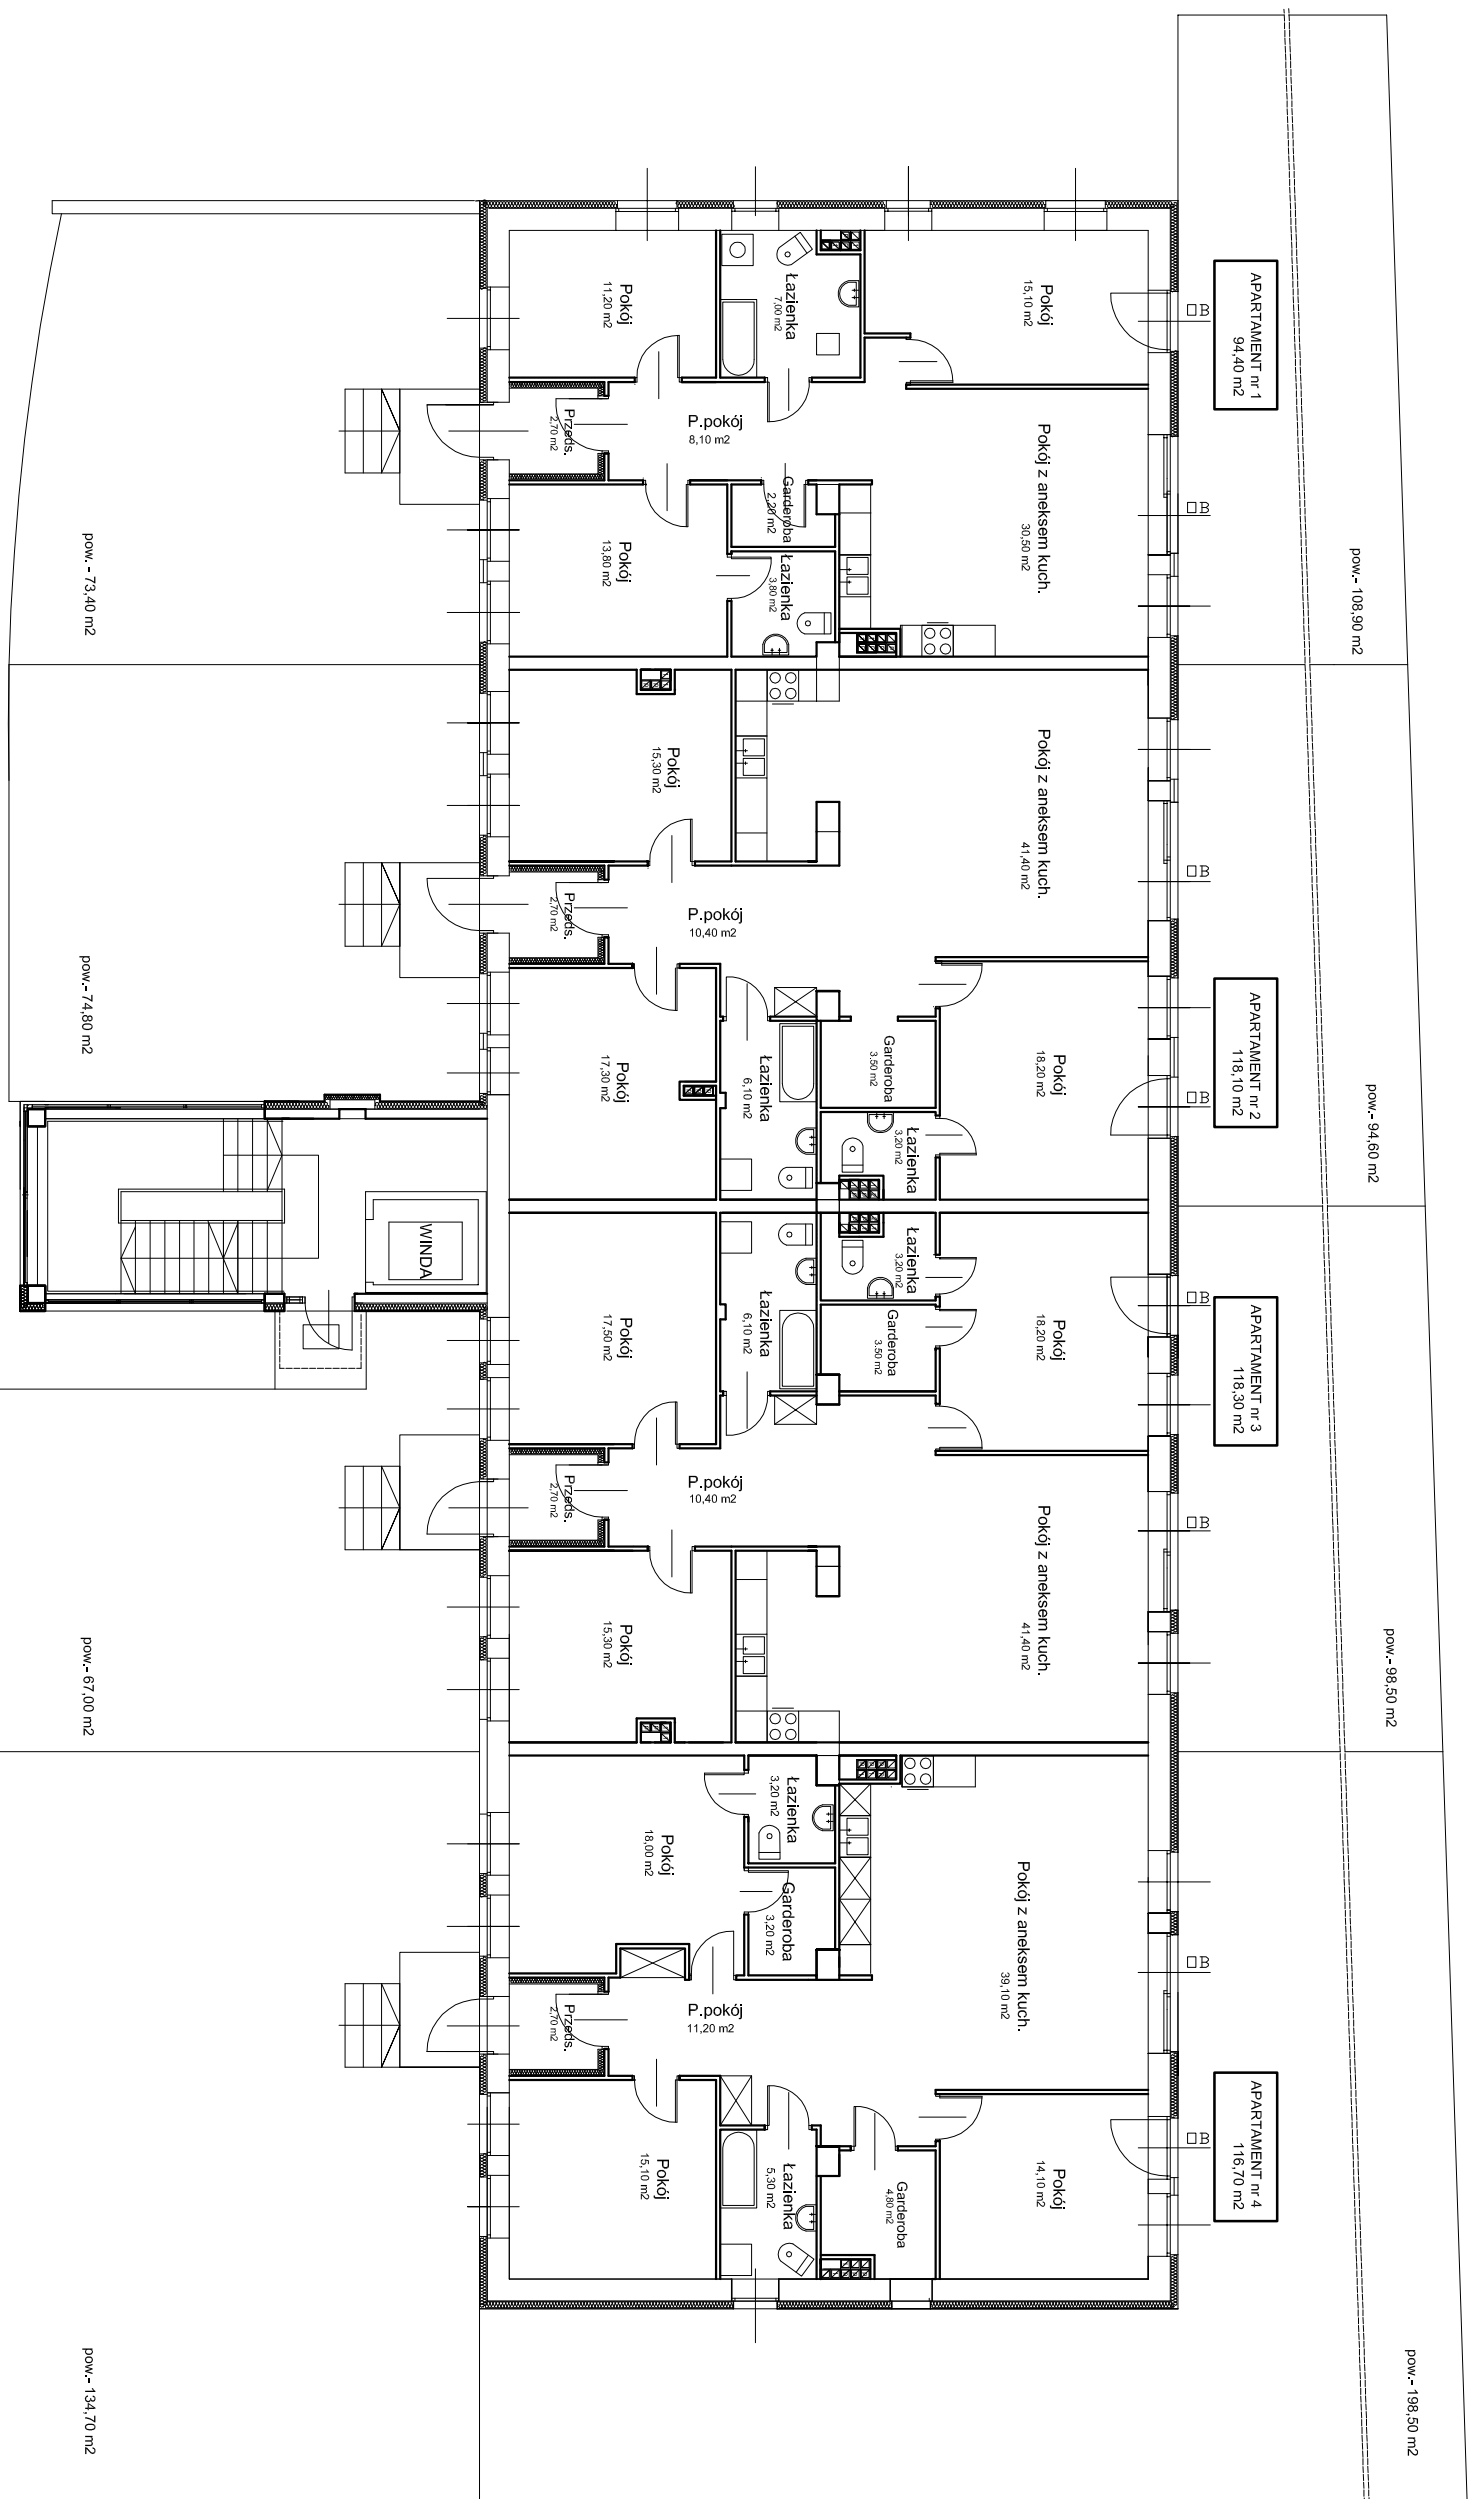 APARTAMENT nr 1
94,40 m2
Pokój
15,10 m2
Łazienka
7,00 m2
Pokój
11,20 m2
P.pokój
8,10 m2
Przeds.
2,70 m2
Pokój z aneksem kuch.
30,50 m2
Garderoba
2,20 m2
Łazienka
3,80 m2
Pokój
13,80 m2
pow.- 108,90 m2
pow. - 73,40 m2
APARTAMENT nr 2
118,10 m2
Pokój z aneksem kuch.
41,40 m2
Pokój
15,30 m2
P.pokój
10,40 m2
Przeds.
2,70 m2
Pokój
18,20 m2
Garderoba
3.50 m2
Łazienka
6,10 m2
Łazienka
3,20 m2
Pokój
17,30 m2
pow.- 94,60 m2
pow.- 74,80 m2
WINDA
APARTAMENT nr 3
118,30 m2
Pokój
18,20 m2
Łazienka
3,20 m2
Garderoba
3.50 m2
Łazienka
6,10 m2
Pokój
17,50 m2
P.pokój
10,40 m2
Przeds.
2,70 m2
Pokój z aneksem kuch.
41,40 m2
Pokój
15,30 m2
pow.- 98,50 m2
pow.- 67,00 m2
APARTAMENT nr 4
116,70 m2
Pokój z aneksem kuch.
39,10 m2
Łazienka
3,20 m2
Pokój
18,00 m2
Garderoba
3,20 m2
P.pokój
11,20 m2
Przeds.
2,70 m2
Pokój
14,10 m2
Garderoba
4,80 m2
Łazienka
5,30 m2
Pokój
15,10 m2
pow.- 198,50 m2
pow.- 134,70 m2
B
B
B
B
B
B
B
B